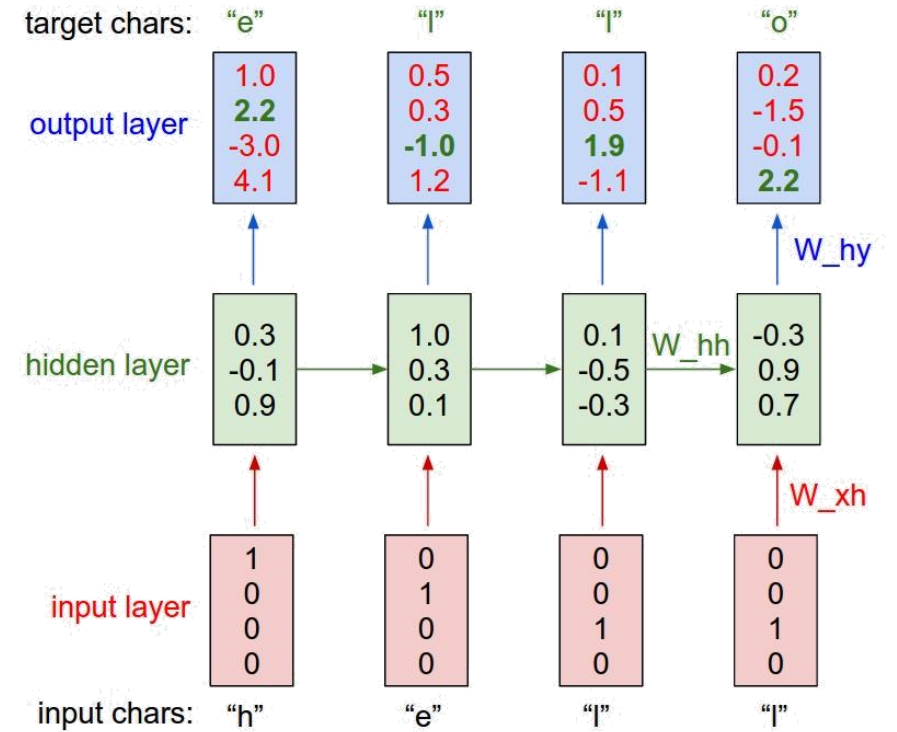 target chars: “e” “l” “l” “o”
1.0 0.5 0.1 0.2
2.2 0.3 0.5 -1.5
output layer
-3.0 -1.0 1.9 -0.1
4.1 1.2 -1.1 2.2
W_hy
0.3 1.0 0.1 -0.3
W_hh
hidden layer
-0.1 0.3 -0.5 0.9
0.9 0.1 -0.3 0.7
W_xh
1 0 0 0
0 1 0 0
input layer
0 0 1 1
0 0 0 0
input chars: “h” “e” “l” “l”